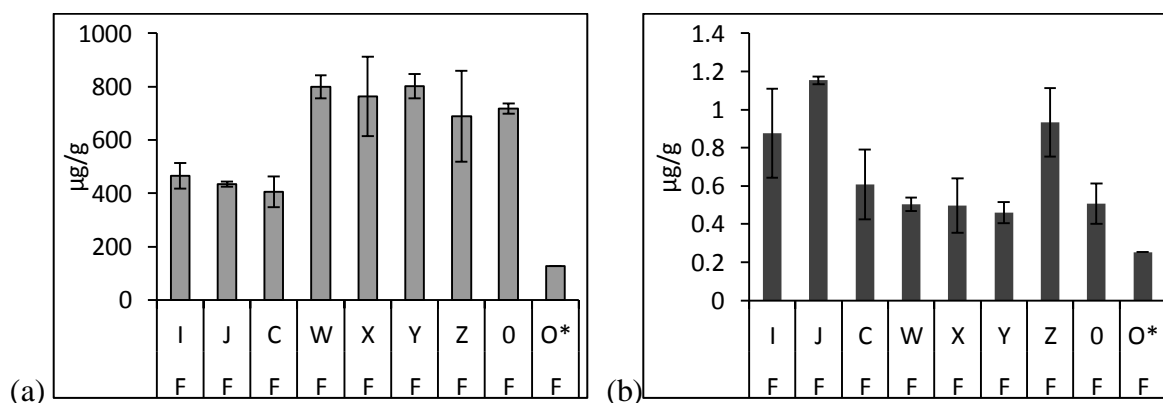 1000
800
600
400
200
0
µg/g
I J C W X Y Z 0 O*
F F F F F F F F F
(a)
1.4
1.2
1
0.8
0.6
0.4
0.2
0
µg/g
I J C W X Y Z 0 O*
F F F F F F F F F
(b)